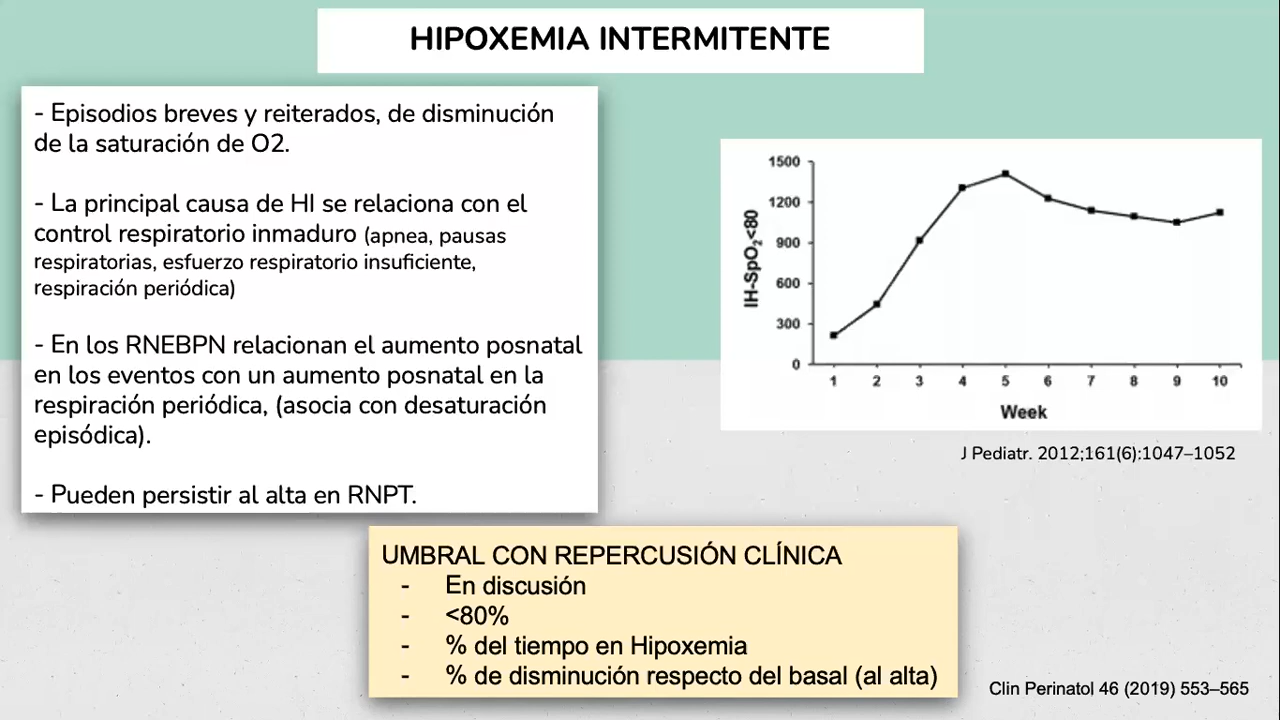 HIPOXEMIA INTERMITENTE
- Episodios breves y reiterados, de disminución
de la saturación de O2.
- La principal causa de HI se relaciona con el
control respiratorio inmaduro (apnea, pausas
respiratorias, esfuerzo respiratorio insuficiente,
respiración periódica)
- En los RNEBPN relacionan el aumento posnatal
en los eventos con un aumento posnatal en la
respiración periódica, (asocia con desaturación
episódica).
- Pueden persistir al alta en RNPT.
IH-SpO₂<80
1500
1200
900
600
300
0
1 2 3 4 5 6 7 8 9 10
Week
J Pediatr. 2012;161(6):1047–1052
UMBRAL CON REPERCUSIÓN CLÍNICA
- En discusión
- <80%
- % del tiempo en Hipoxemia
- % de disminución respecto del basal (al alta)
Clin Perinatol 46 (2019) 553–565